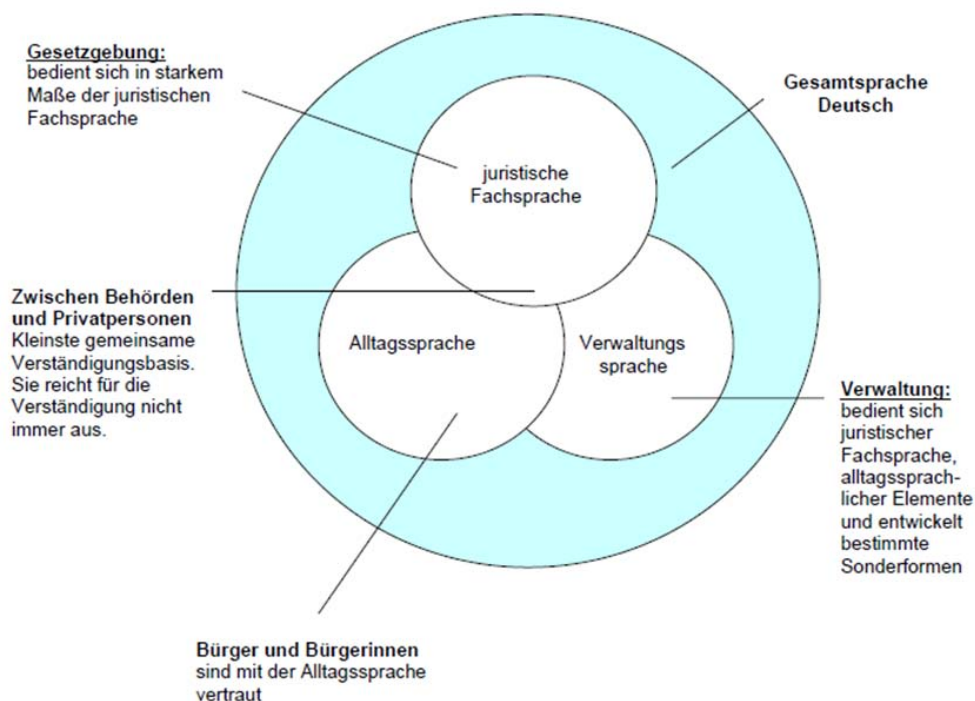 Gesetzgebung:
bedient sich in starkem
Maße der juristischen
Fachsprache
Gesamtsprache
Deutsch
juristische
Fachsprache
Zwischen Behörden
und Privatpersonen
Kleinste gemeinsame
Verständigungsbasis.
Sie reicht für die
Verständigung nicht
immer aus.
Alltagssprache
Verwaltungs
sprache
Verwaltung:
bedient sich
juristischer
Fachsprache,
alltagssprach-
licher Elemente
und entwickelt
bestimmte
Sonderformen
Bürger und Bürgerinnen
sind mit der Alltagssprache
vertraut